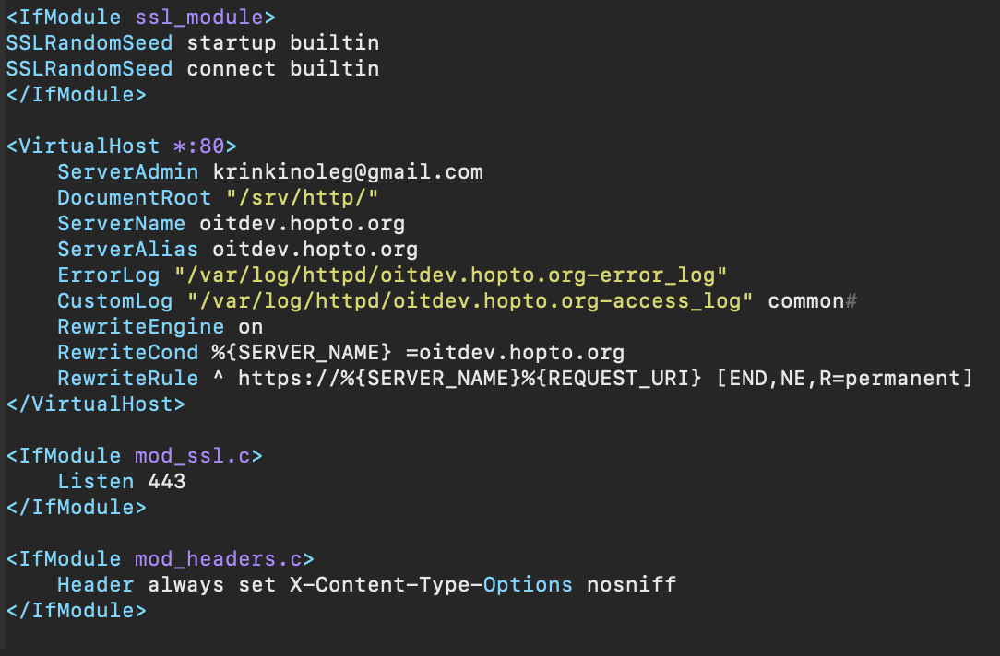 <IfModule ssl_module>
SSLRandomSeed startup builtin
SSLRandomSeed connect builtin
</IfModule>
<VirtualHost *:80>
    ServerAdmin krinkinoleg@gmail.com
    DocumentRoot "/srv/http/"
    ServerName oitdev.hopto.org
    ServerAlias oitdev.hopto.org
    ErrorLog "/var/log/httpd/oitdev.hopto.org-error_log"
    CustomLog "/var/log/httpd/oitdev.hopto.org-access_log" common#
    RewriteEngine on
    RewriteCond %{SERVER_NAME} =oitdev.hopto.org
    RewriteRule ^ https://%{SERVER_NAME}%{REQUEST_URI} [END,NE,R=permanent]
</VirtualHost>
<IfModule mod_ssl.c>
    Listen 443
</IfModule>
<IfModule mod_headers.c>
    Header always set X-Content-Type-Options nosniff
</IfModule>